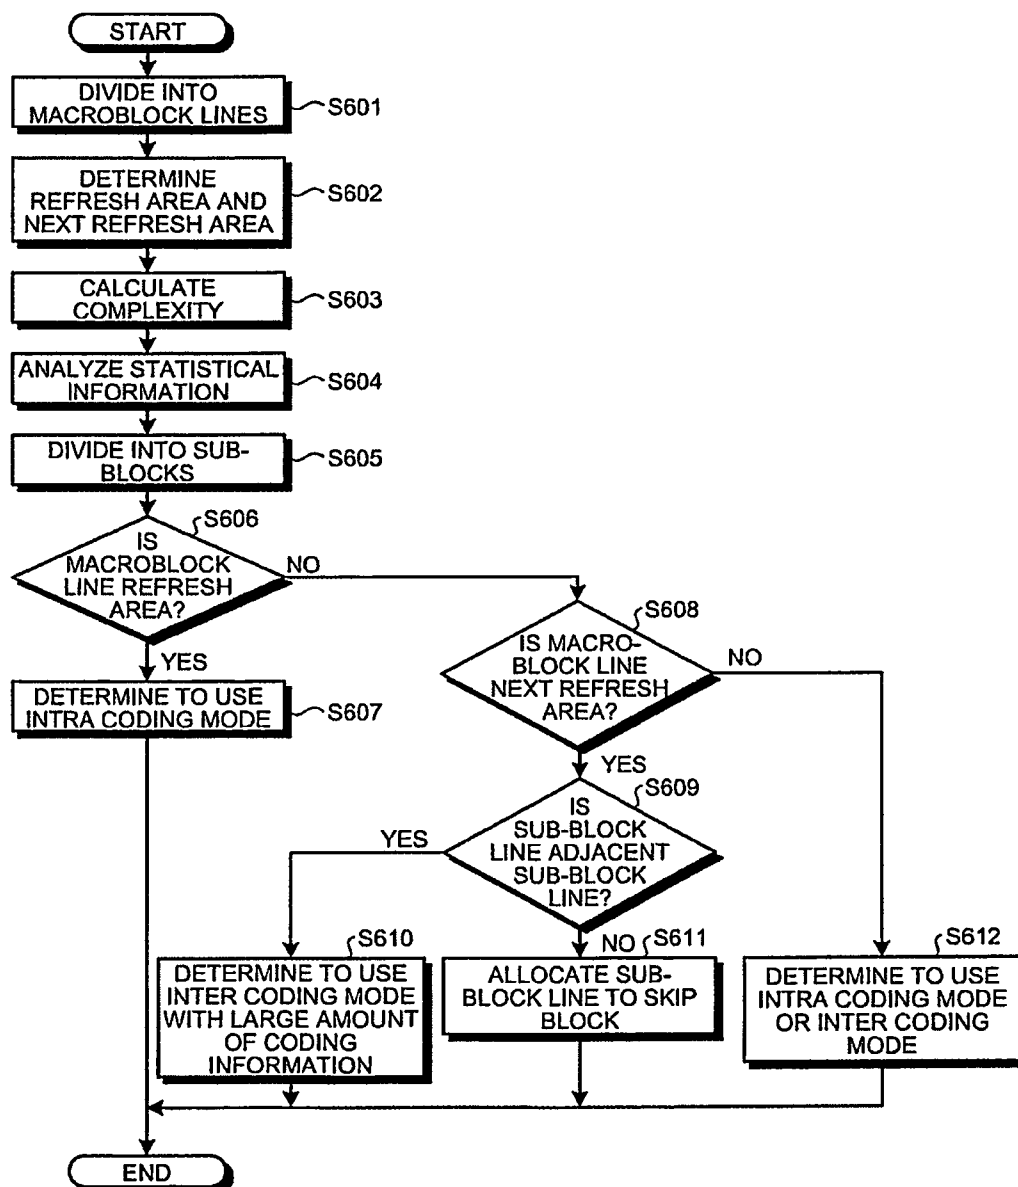 START
DIVIDE INTO
MACROBLOCK LINES
S601
DETERMINE
REFRESH AREA AND
NEXT REFRESH AREA
S602
CALCULATE
COMPLEXITY
S603
ANALYZE STATISTICAL
INFORMATION
S604
DIVIDE INTO SUB-
BLOCKS
S605
S606
IS
MACROBLOCK
LINE REFRESH
AREA?
NO
YES
DETERMINE TO USE
INTRA CODING MODE
S607
S608
IS MACRO-
BLOCK LINE
NEXT REFRESH
AREA?
NO
YES
S609
IS
SUB-BLOCK
LINE ADJACENT
SUB-BLOCK
LINE?
YES
NO
S610
DETERMINE TO USE
INTER CODING MODE
WITH LARGE AMOUNT
OF CODING
INFORMATION
S611
ALLOCATE SUB-
BLOCK LINE TO SKIP
BLOCK
S612
DETERMINE TO USE
INTRA CODING MODE
OR INTER CODING
MODE
END